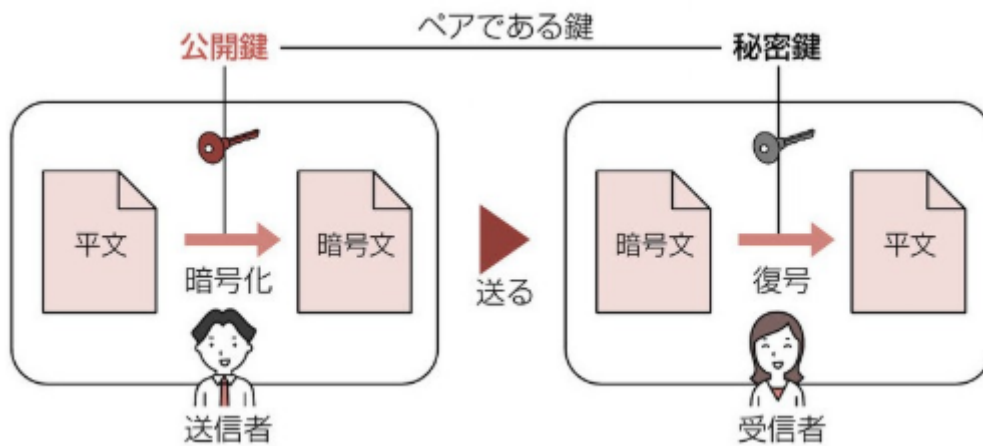 ペアである鍵
公開鍵
秘密鍵
平文
暗号化
暗号文
送る
暗号文
復号
平文
送信者
受信者